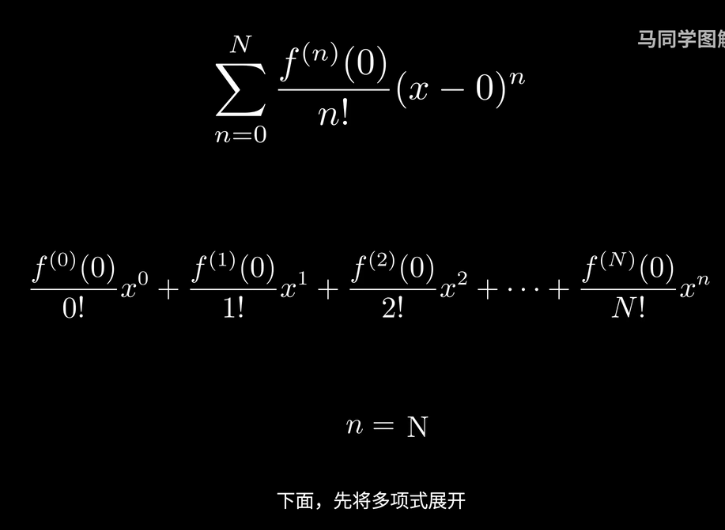 马同学图解
\sum_{n=0}^{N} \frac{f^{(n)}(0)}{n!}(x-0)^n
\frac{f^{(0)}(0)}{0!}x^0 + \frac{f^{(1)}(0)}{1!}x^1 + \frac{f^{(2)}(0)}{2!}x^2 + \cdots + \frac{f^{(N)}(0)}{N!}x^n
n = N
下面，先将多项式展开